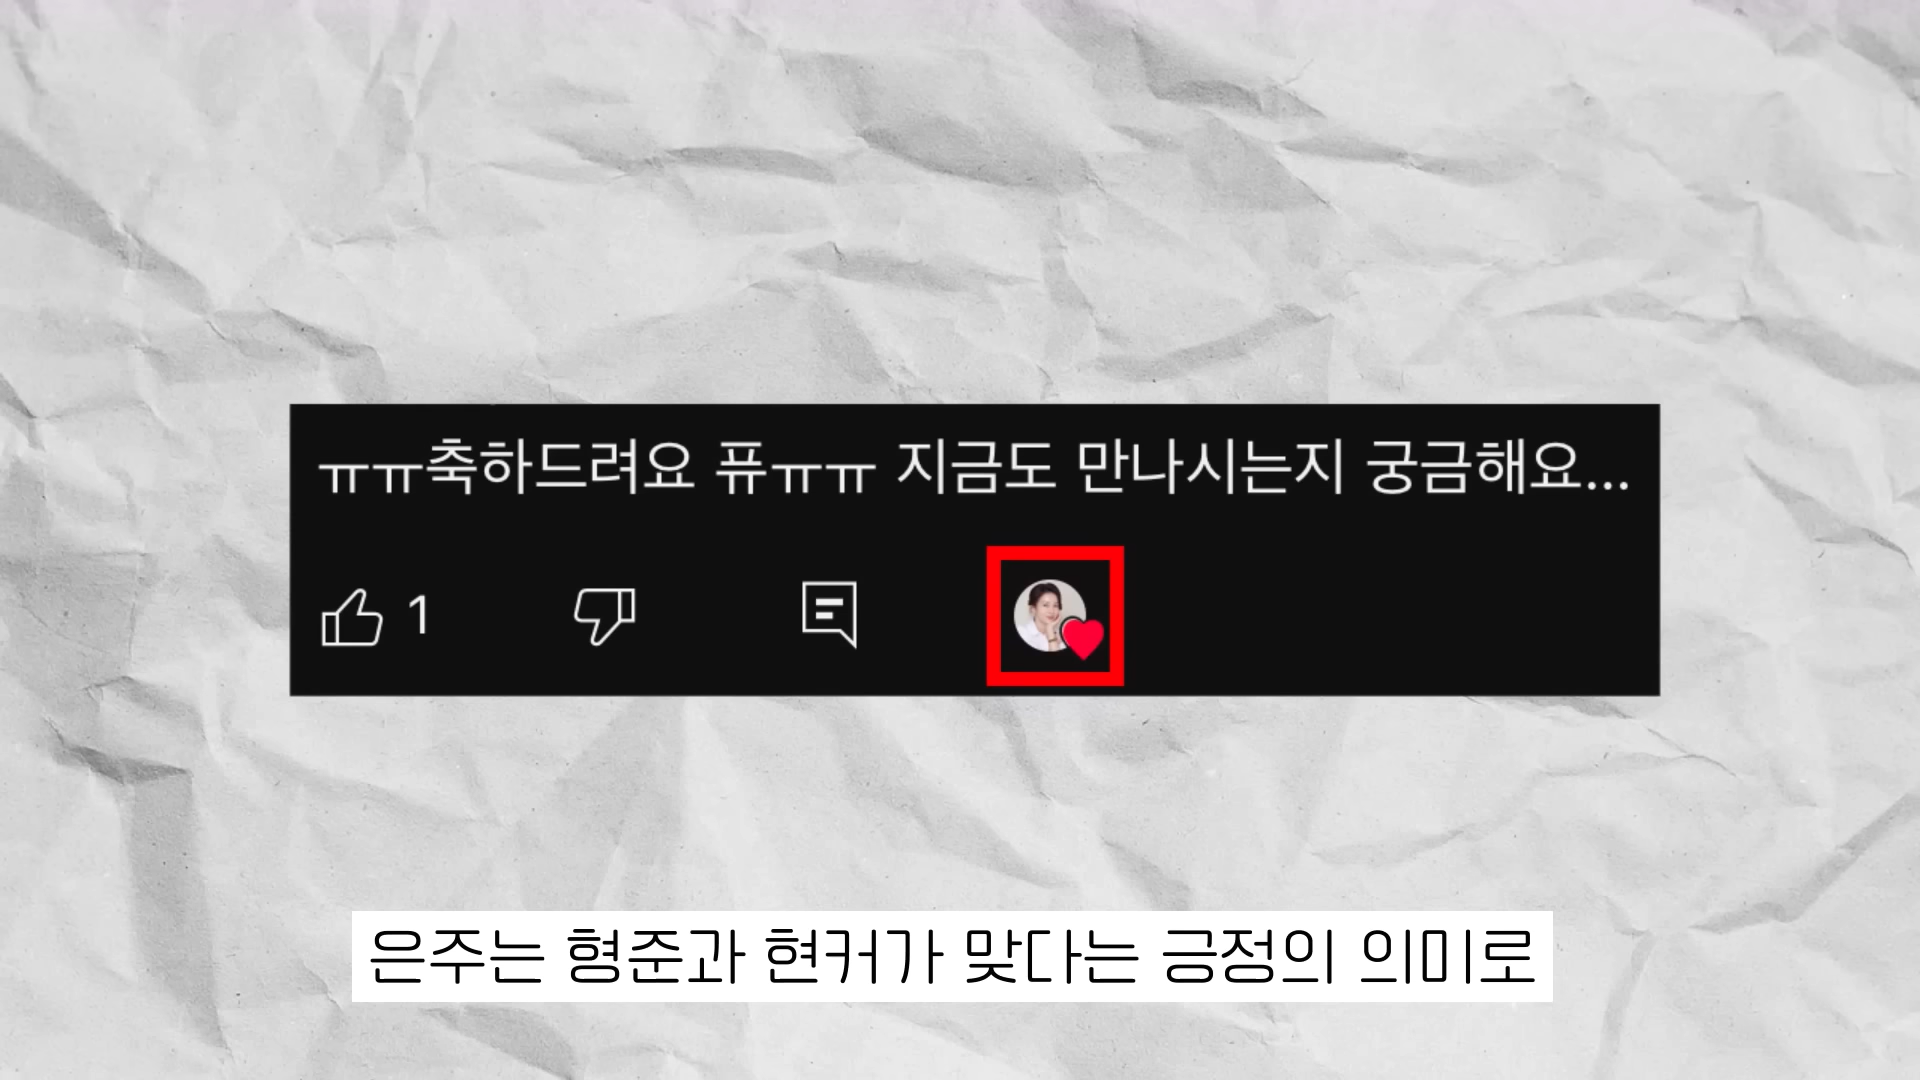 ㅠㅠ축하드려요 퓨ㅠㅠ 지금도 만나시는지 궁금해요...
1
은주는 형준과 현커가 맞다는 긍정의 의미로